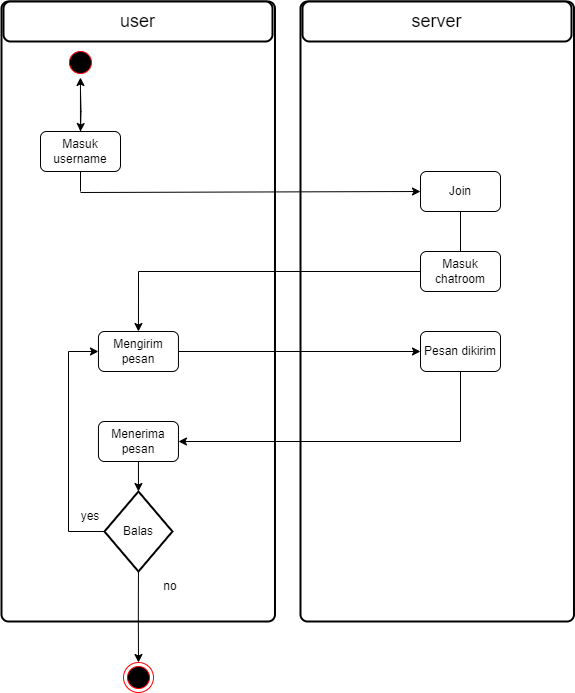 user
server
Masuk
username
Join
Masuk
chatroom
Mengirim
pesan
Pesan dikirim
Menerima
pesan
yes
Balas
no